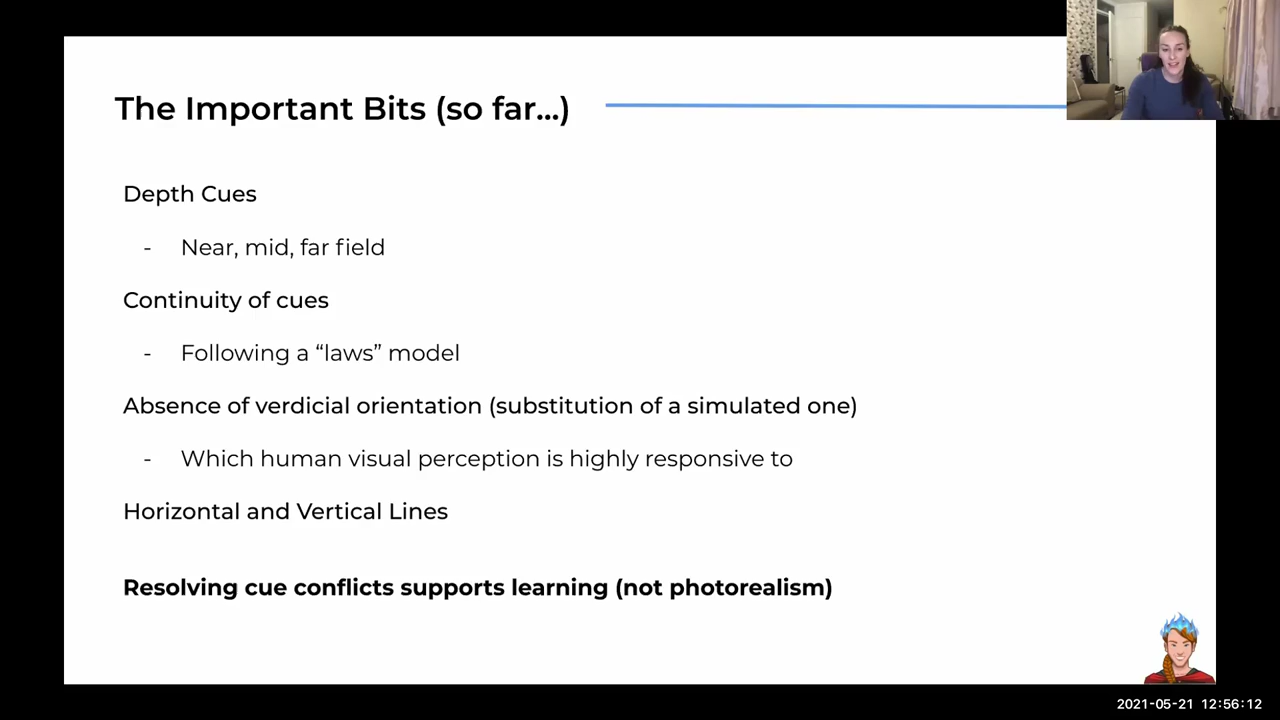 The Important Bits (so far...)
Depth Cues
- Near, mid, far field
Continuity of cues
- Following a “laws” model
Absence of verdicial orientation (substitution of a simulated one)
- Which human visual perception is highly responsive to
Horizontal and Vertical Lines
Resolving cue conflicts supports learning (not photorealism)
2021-05-21 12:56:12